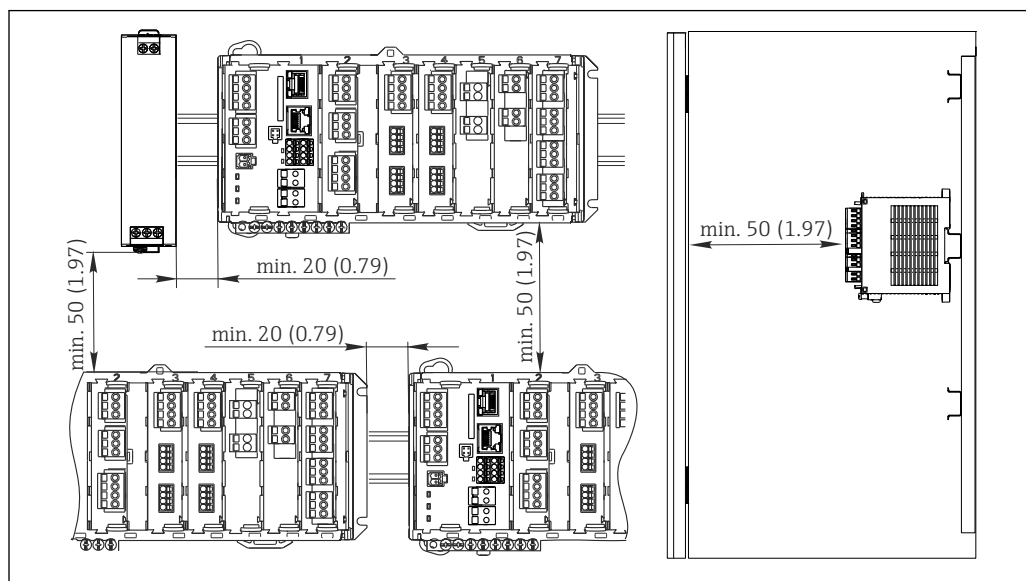 1 2 3 4 5 6 7
min. 20 (0.79)
min. 50 (1.97)
min. 50 (1.97)
min. 50 (1.97)
min. 20 (0.79)
2 3 4 5 6 7
1 2 3